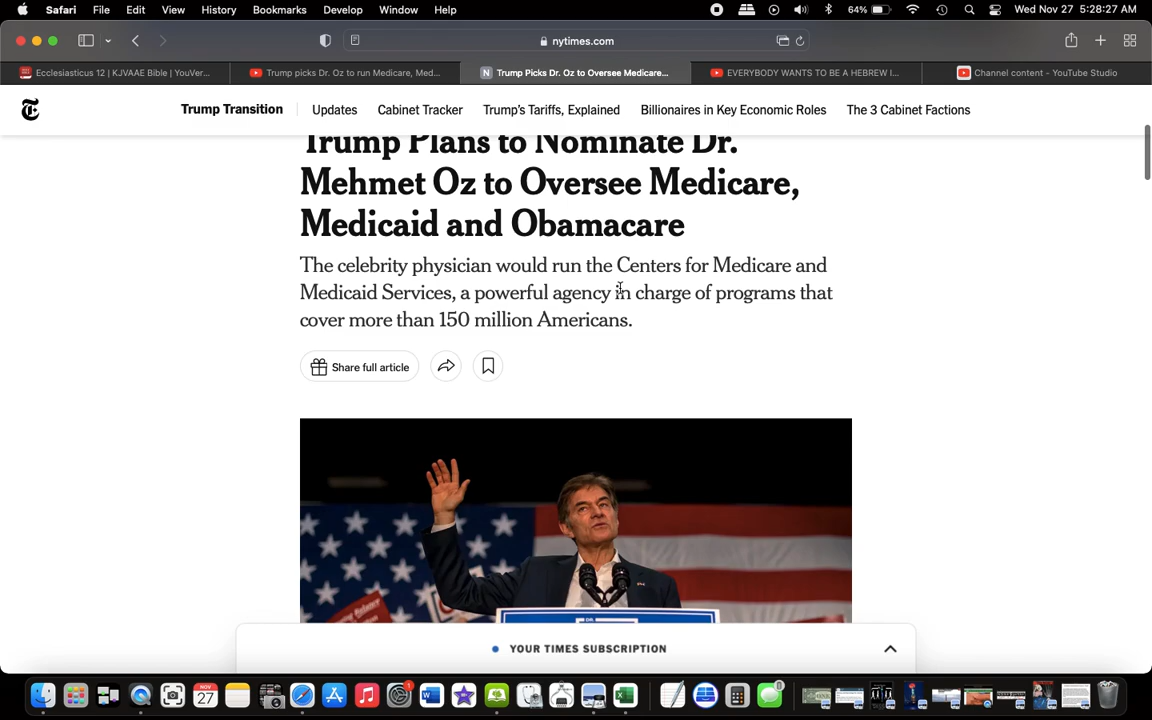 Safari File Edit View History Bookmarks Develop Window Help 64% Wed Nov 27 5:28:27 AM
nytimes.com
Ecclesiasticus 12 | KJVAAE Bible | YouVer... Trump picks Dr. Oz to run Medicare, Med... N Trump Picks Dr. Oz to Oversee Medicare... EVERYBODY WANTS TO BE A HEBREW I... Channel content - YouTube Studio
Trump Transition Updates Cabinet Tracker Trump's Tariffs, Explained Billionaires in Key Economic Roles The 3 Cabinet Factions
Trump Plans to Nominate Dr.
Mehmet Oz to Oversee Medicare,
Medicaid and Obamacare
The celebrity physician would run the Centers for Medicare and
Medicaid Services, a powerful agency in charge of programs that
cover more than 150 million Americans.
Share full article
YOUR TIMES SUBSCRIPTION
NOV
27
1